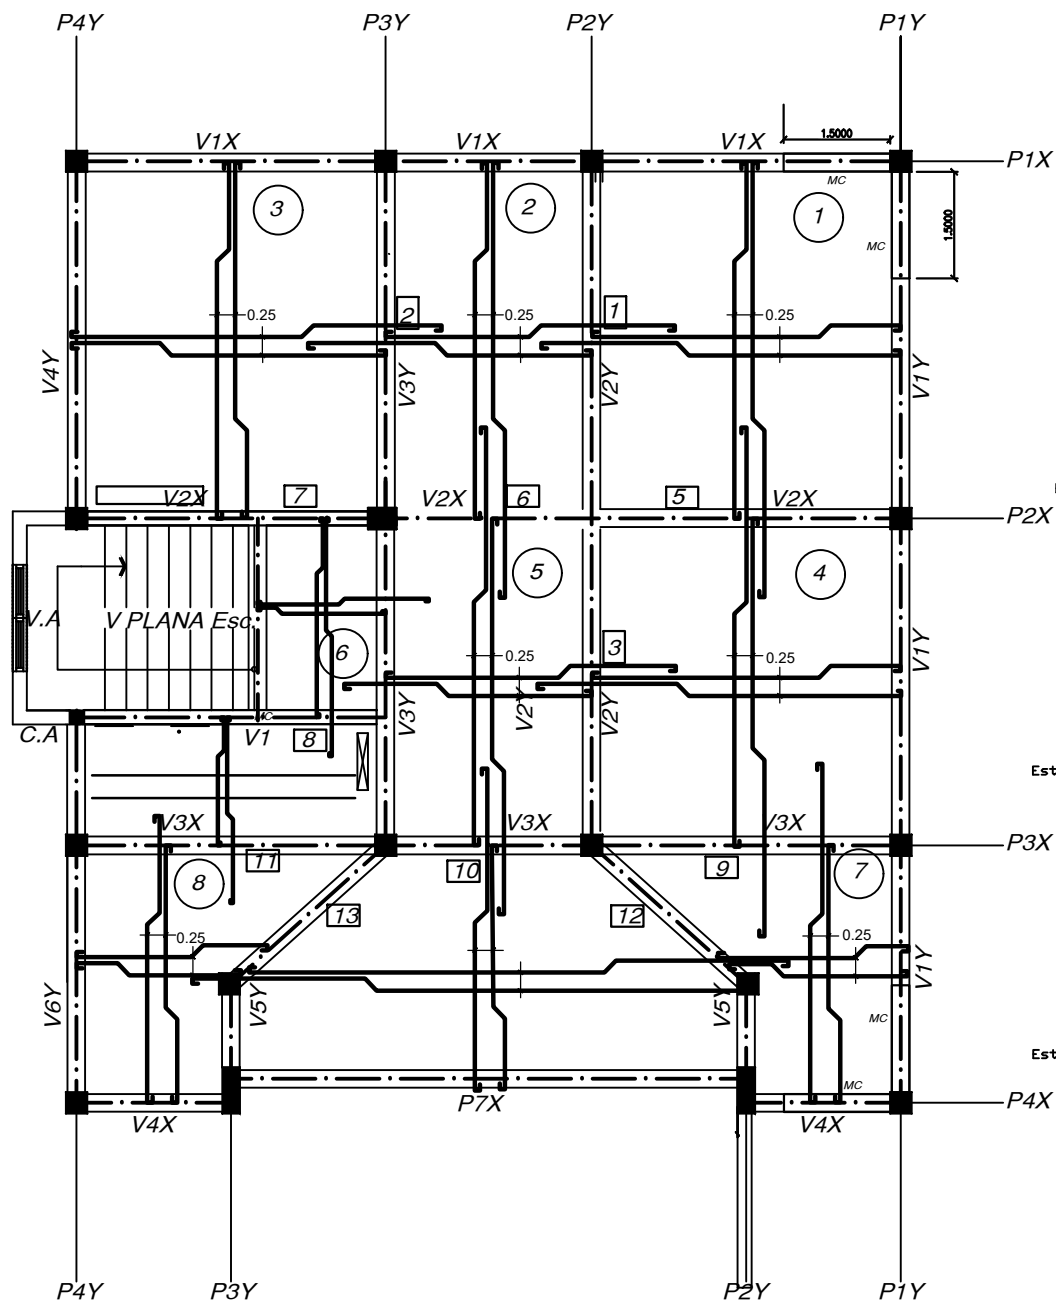 P4Y P3Y P2Y P1Y
V1X V1X V1X 1.5000
P1X
MC
3 2 1
1.5000
MC
0.25 2 0.25 1 0.25
V4Y V3Y V2Y V1Y
V2X 7 V2X 6 5 V2X
P2X
5 4
V.A V PLANA Esc.
6 3 V1Y
0.25 0.25
V3Y V2Y V2Y
MC
C.A V1 8
Est
V3X V3X V3X
P3X
11 10 9 7
8
13 12
0.25 0.25
V1Y
V6Y V5Y V5Y
MC
Est
MC
V4X P7X V4X P4X
P4Y P3Y P2Y P1Y